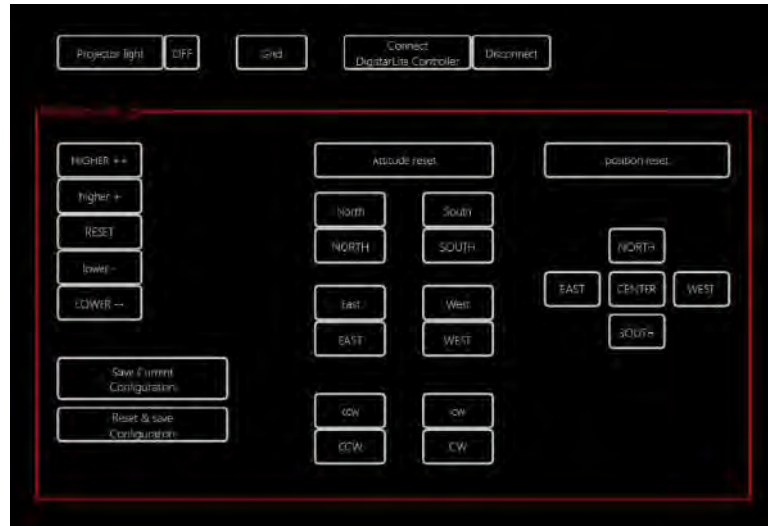 Projector light
OFF
Grid
Connect
DigistarLite Controller
Disconnect
HIGHER ++
higher +
RESET
lower -
LOWER --
Save Current
Configuration
Reset & save
Configuration
Attitude reset
North
South
NORTH
SOUTH
East
West
EAST
WEST
ccw
cw
CCW
CW
position reset
NORTH
EAST
CENTER
WEST
SOUTH